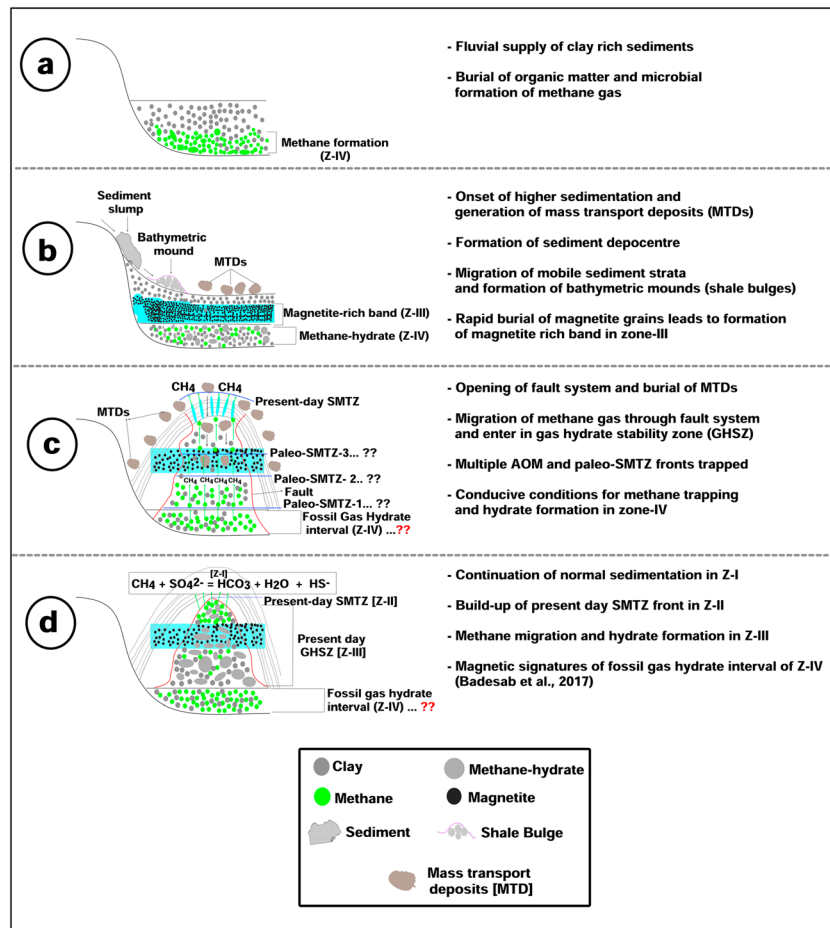 a
- Fluvial supply of clay rich sediments
- Burial of organic matter and microbial
formation of methane gas
Methane formation
(Z-IV)
b
Sediment
slump
Bathymetric
mound
MTDs
Magnetite-rich band (Z-III)
Methane-hydrate (Z-IV)
- Onset of higher sedimentation and
generation of mass transport deposits (MTDs)
- Formation of sediment depocentre
- Migration of mobile sediment strata
and formation of bathymetric mounds (shale bulges)
- Rapid burial of magnetite grains leads to formation
of magnetite rich band in zone-III
c
CH4 CH4
Present-day SMTZ
MTDs
Paleo-SMTZ-3... ??
Paleo-SMTZ- 2.. ??
CH4 CH4 CH4 CH4
Fault
Paleo-SMTZ-1... ??
Fossil Gas Hydrate
interval (Z-IV) ...??
- Opening of fault system and burial of MTDs
- Migration of methane gas through fault system
and enter in gas hydrate stability zone (GHSZ)
- Multiple AOM and paleo-SMTZ fronts trapped
- Conducive conditions for methane trapping
and hydrate formation in zone-IV
d
[Z-I]
CH4 + SO42- = HCO3 + H2O + HS-
Present-day SMTZ [Z-II]
Present day
GHSZ [Z-III]
Fossil gas hydrate
interval (Z-IV) ... ??
- Continuation of normal sedimentation in Z-I
- Build-up of present day SMTZ front in Z-II
- Methane migration and hydrate formation in Z-III
- Magnetic signatures of fossil gas hydrate interval of Z-IV
(Badesab et al., 2017)
Clay
Methane-hydrate
Methane
Magnetite
Sediment
Shale Bulge
Mass transport
deposits [MTD]